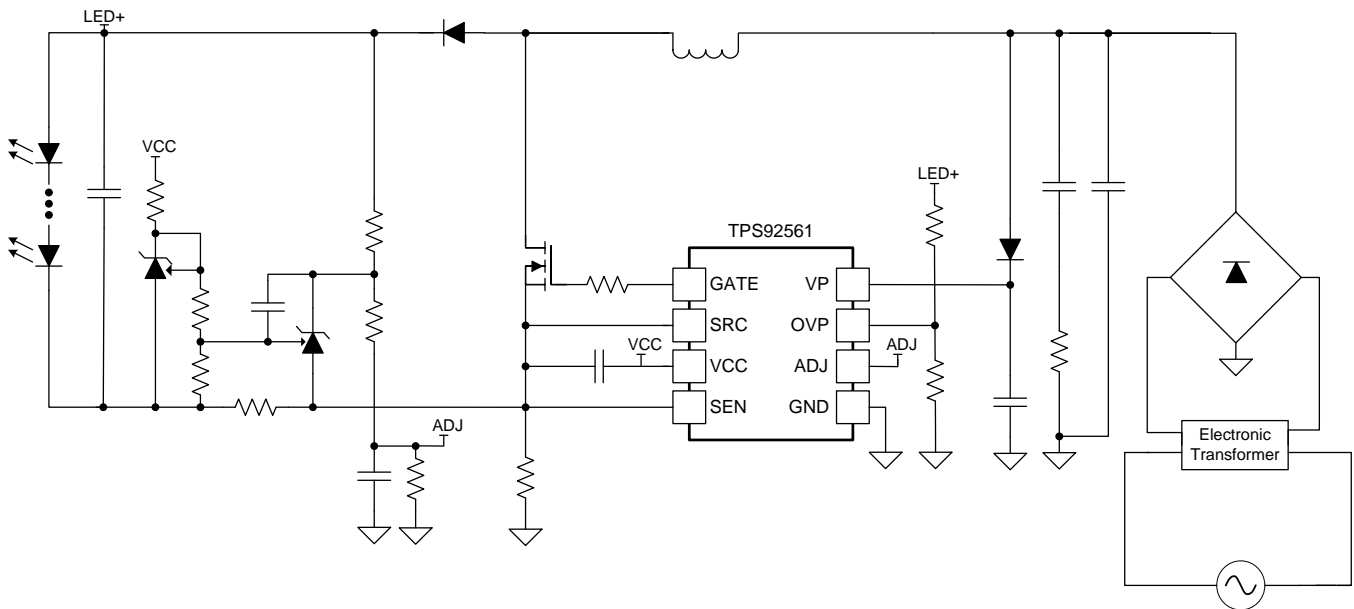 LED+
VCC
LED+
TPS92561
GATE
VP
SRC
OVP
VCC
VCC
ADJ
ADJ
SEN
GND
ADJ
Electronic
Transformer